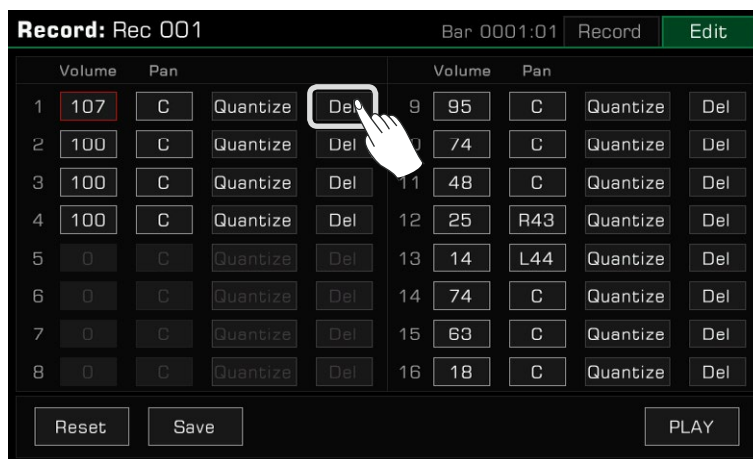 Record: Rec 001 Bar 0001:01 Record Edit
Volume Pan Volume Pan
1 107 C Quantize Del 9 95 C Quantize Del
2 100 C Quantize Del 74 C Quantize Del
3 100 C Quantize Del 11 48 C Quantize Del
4 100 C Quantize Del 12 25 R43 Quantize Del
5 0 C Quantize Del 13 14 L44 Quantize Del
6 0 C Quantize Del 14 74 C Quantize Del
7 0 C Quantize Del 15 63 C Quantize Del
8 0 C Quantize Del 16 18 C Quantize Del
Reset Save PLAY